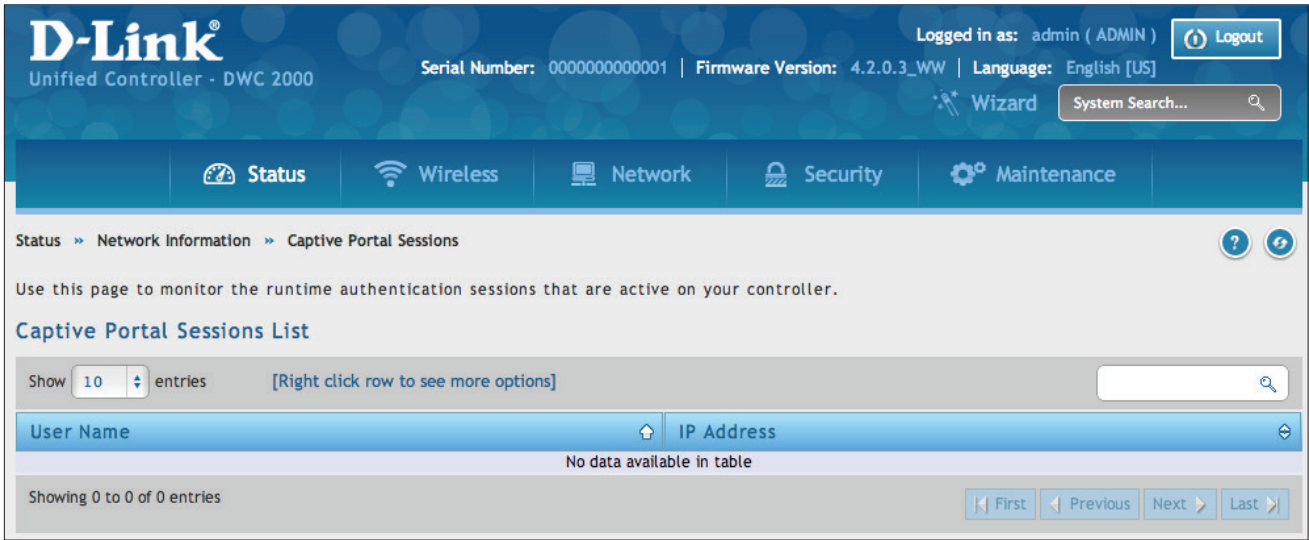 D-Link®
Unified Controller - DWC 2000
Logged in as: admin ( ADMIN ) Logout
Serial Number: 0000000000001 | Firmware Version: 4.2.0.3_WW | Language: English [US]
Wizard System Search...
Status Wireless Network Security Maintenance
Status » Network Information » Captive Portal Sessions ?
Use this page to monitor the runtime authentication sessions that are active on your controller.
Captive Portal Sessions List
Show 10 entries [Right click row to see more options]
User Name IP Address
No data available in table
Showing 0 to 0 of 0 entries First Previous Next Last